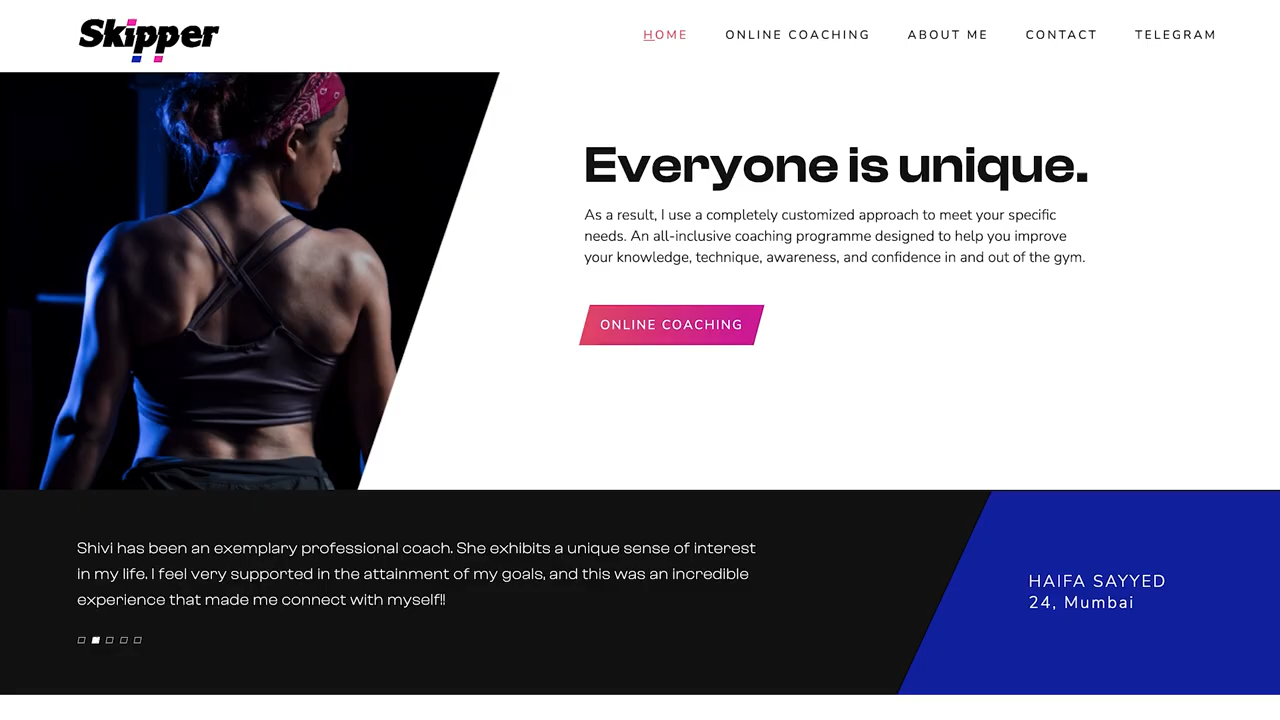 Skipper
HOME ONLINE COACHING ABOUT ME CONTACT TELEGRAM
Everyone is unique.
As a result, I use a completely customized approach to meet your specific
needs. An all-inclusive coaching programme designed to help you improve
your knowledge, technique, awareness, and confidence in and out of the gym.
ONLINE COACHING
Shivi has been an exemplary professional coach. She exhibits a unique sense of interest
in my life. I feel very supported in the attainment of my goals, and this was an incredible
experience that made me connect with myself!!
HAIFA SAYYED
24, Mumbai